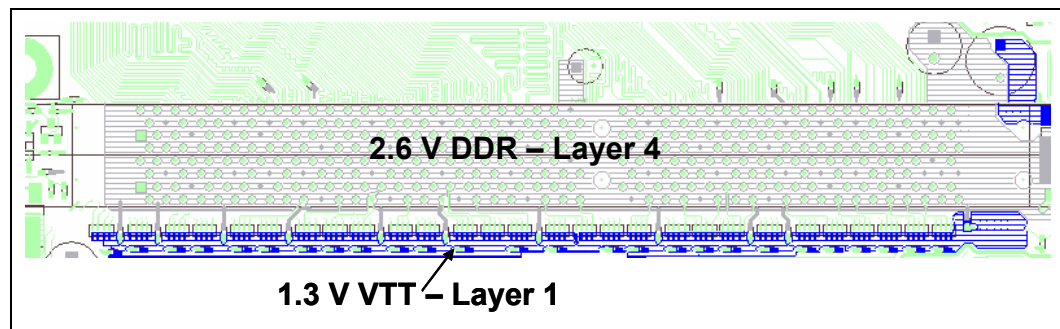 2.6 V DDR – Layer 4
1.3 V VTT – Layer 1